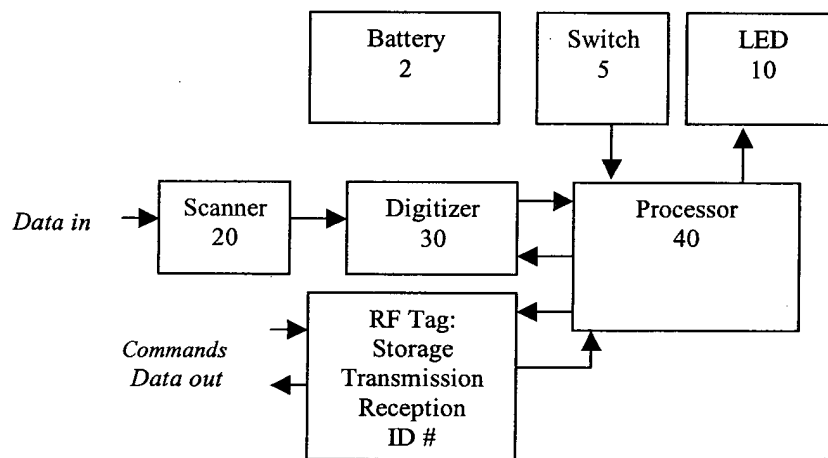 Battery
2
Switch
5
LED
10
Data in
Scanner
20
Digitizer
30
Processor
40
Commands
Data out
RF Tag:
Storage
Transmission
Reception
ID #